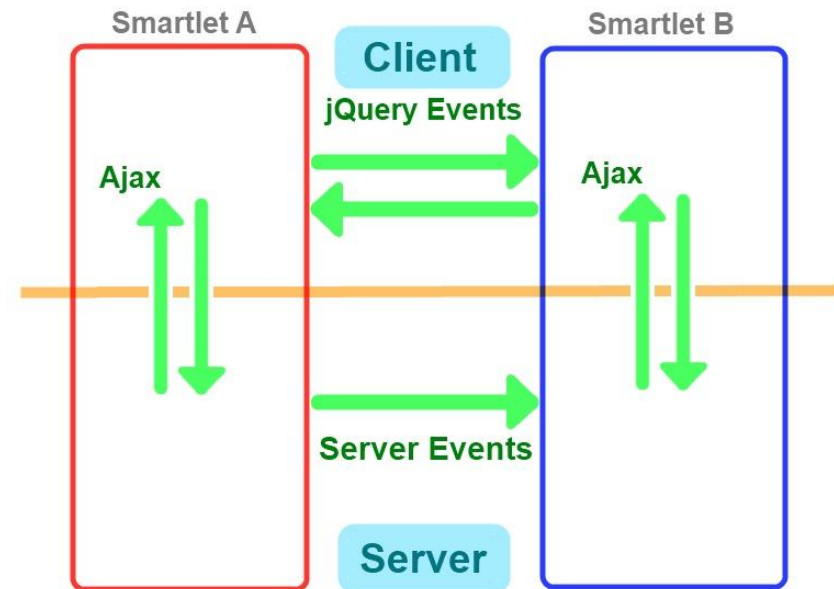 Smartlet A
Smartlet B
Client
jQuery Events
Ajax
Ajax
Server Events
Server